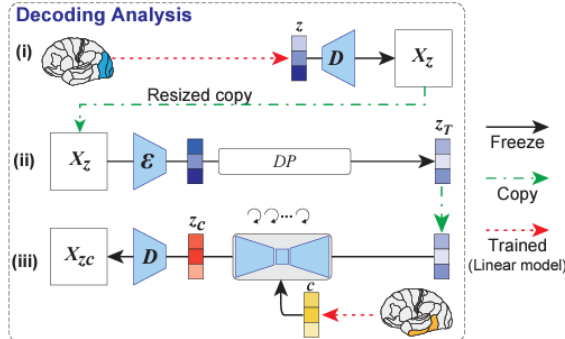 Decoding Analysis
(i)
z
D
X_z
Resized copy
(ii)
X_z
ε
DP
z_T
Freeze
Copy
Trained
(Linear model)
(iii)
X_zc
D
z_c
c